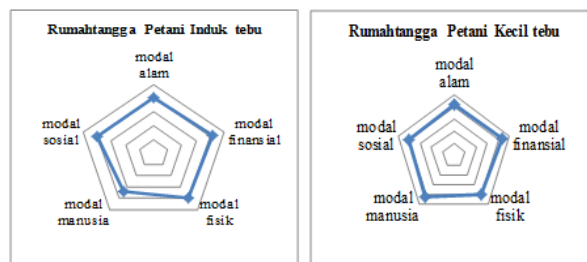 Rumahtangga Petani Induk tebu
modal
alam
modal
finansial
modal
fisik
modal
manusia
modal
sosial
Rumahtangga Petani Kecil tebu
modal
alam
modal
finansial
modal
fisik
modal
manusia
modal
sosial